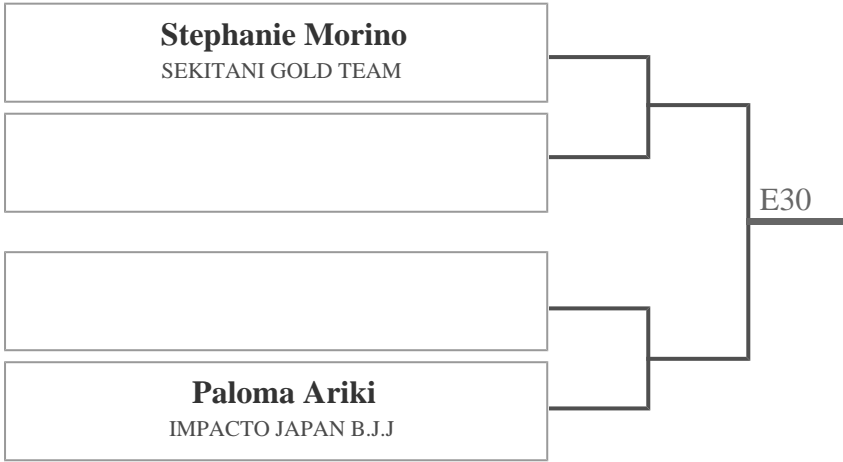 Stephanie Morino
SEKITANI GOLD TEAM
E30
Paloma Ariki
IMPACTO JAPAN B.J.J